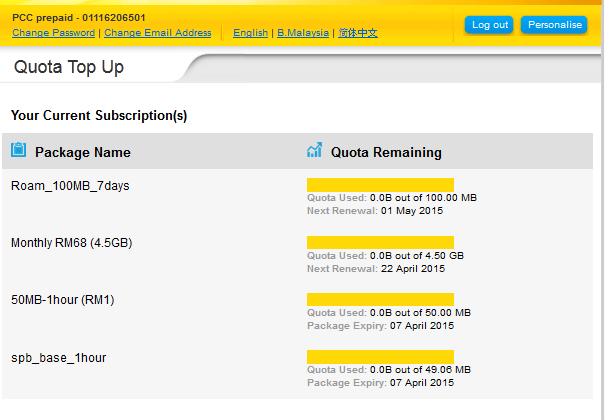 PCC prepaid - 01116206501
Change Password | Change Email Address | English | B.Malaysia | 简体中文
Log out
Personalise
Quota Top Up
Your Current Subscription(s)
Package Name
Quota Remaining
Roam_100MB_7days
Quota Used: 0.0B out of 100.00 MB
Next Renewal: 01 May 2015
Monthly RM68 (4.5GB)
Quota Used: 0.0B out of 4.50 GB
Next Renewal: 22 April 2015
50MB-1hour (RM1)
Quota Used: 0.0B out of 50.00 MB
Package Expiry: 07 April 2015
spb_base_1hour
Quota Used: 0.0B out of 49.06 MB
Package Expiry: 07 April 2015